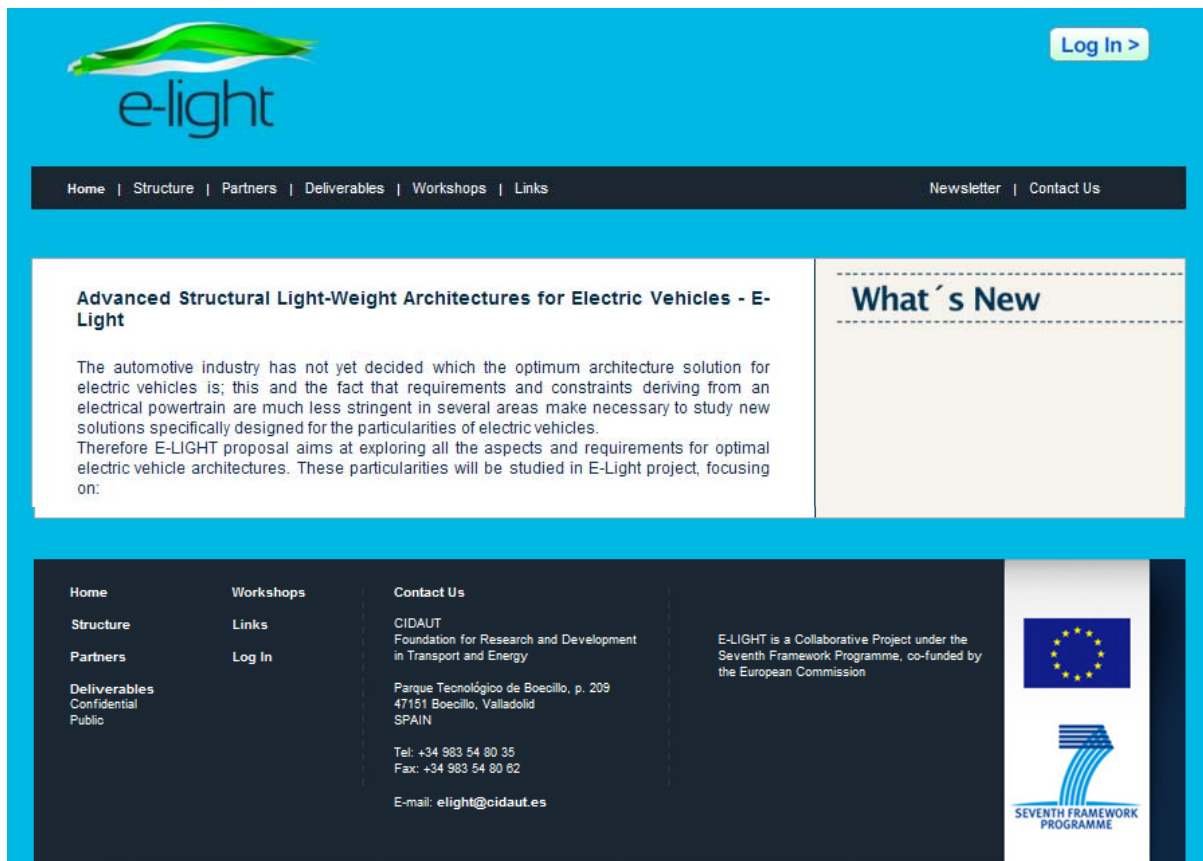 e-light
Log In >
Home | Structure | Partners | Deliverables | Workshops | Links
Newsletter | Contact Us
Advanced Structural Light-Weight Architectures for Electric Vehicles - E-
Light
The automotive industry has not yet decided which the optimum architecture solution for
electric vehicles is; this and the fact that requirements and constraints deriving from an
electrical powertrain are much less stringent in several areas make necessary to study new
solutions specifically designed for the particularities of electric vehicles.
Therefore E-LIGHT proposal aims at exploring all the aspects and requirements for optimal
electric vehicle architectures. These particularities will be studied in E-Light project, focusing
on:
What´s New
Home
Structure
Partners
Deliverables
Confidential
Public
Workshops
Links
Log In
Contact Us
CIDAUT
Foundation for Research and Development
in Transport and Energy
Parque Tecnológico de Boecillo, p. 209
47151 Boecillo, Valladolid
SPAIN
Tel: +34 983 54 80 35
Fax: +34 983 54 80 62
E-mail: elight@cidaut.es
E-LIGHT is a Collaborative Project under the
Seventh Framework Programme, co-funded by
the European Commission
7
SEVENTH FRAMEWORK
PROGRAMME